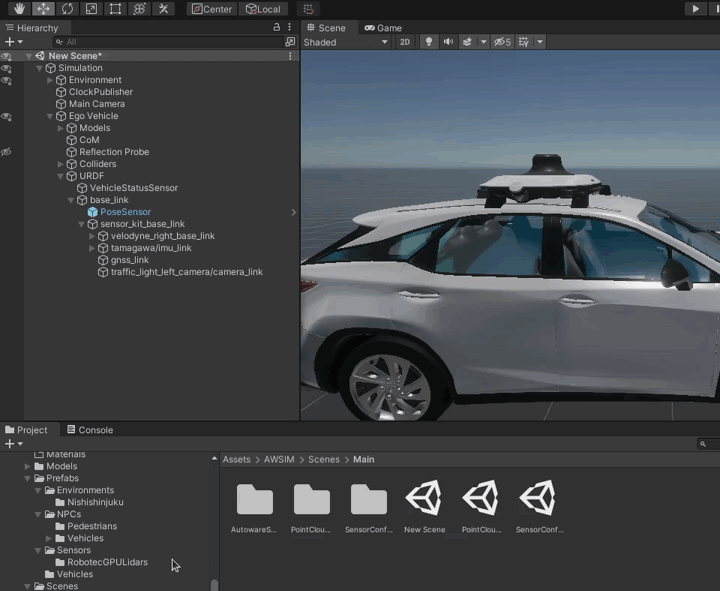 Center
Local
Hierarchy
All
New Scene*
Simulation
Environment
ClockPublisher
Main Camera
Ego Vehicle
Models
CoM
Reflection Probe
Colliders
URDF
VehicleStatusSensor
base_link
PoseSensor
sensor_kit_base_link
velodyne_right_base_link
tamagawa/imu_link
gnss_link
traffic_light_left_camera/camera_link
Scene
Game
Shaded
2D
5
Project
Console
Materials
Models
Prefabs
Environments
Nishishinjuku
NPCs
Pedestrians
Vehicles
Sensors
RobotecGPULidars
Vehicles
Scenes
Assets > AWSIM > Scenes > Main
AutowareS...
PointClou...
SensorConf...
New Scene
PointClou...
SensorConf...